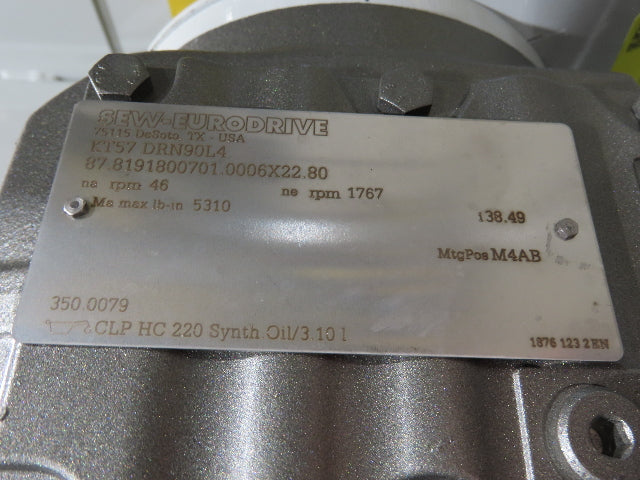 SEW-EURODRIVE
75115 DeSoto, TX - USA
KT57 DRN90L4
87.8191800701.0006X22.80
na rpm 46 ne rpm 1767
Ma max lb-in 5310
i 38.49
MtgPos M4AB
350 0079
CLP HC 220 Synth Oil/3.10 l
1876 123 2 EN